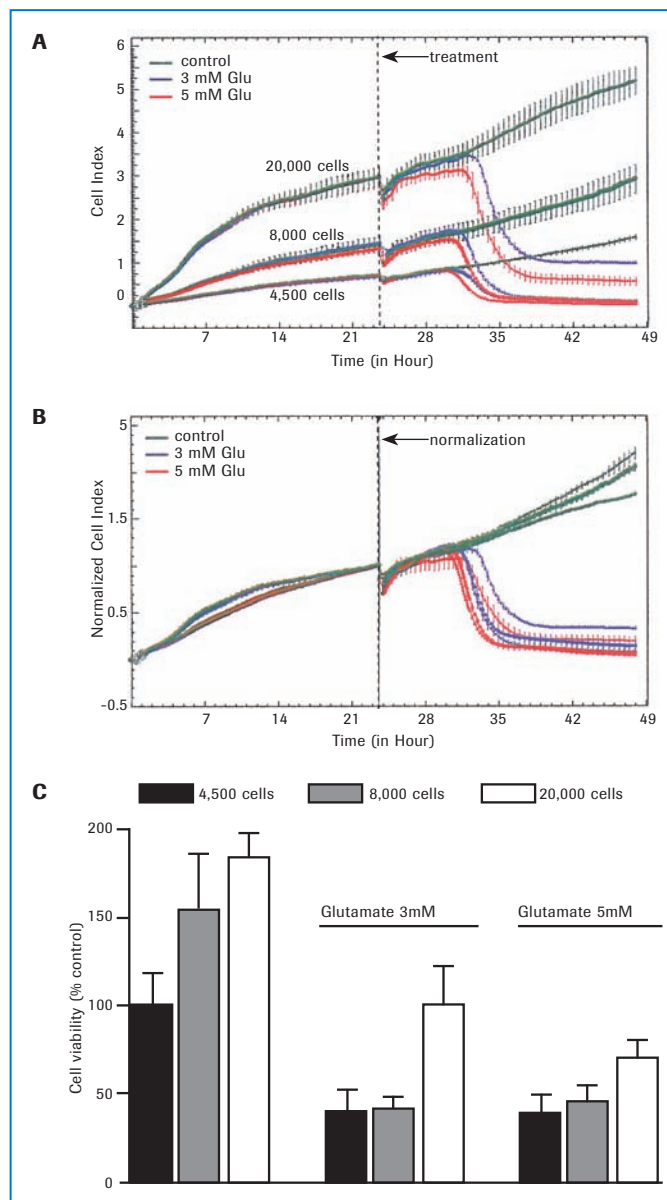 A
control
3 mM Glu
5 mM Glu
treatment
20,000 cells
8,000 cells
4,500 cells
Cell Index
6
5
4
3
2
1
0
7
14
21
28
35
42
49
Time (in Hour)
B
control
3 mM Glu
5 mM Glu
normalization
Normalized Cell Index
5
1.5
0.5
-0.5
7
14
21
28
35
42
49
Time (in Hour)
C
4,500 cells
8,000 cells
20,000 cells
Glutamate 3mM
Glutamate 5mM
Cell viability (% control)
200
150
100
50
0